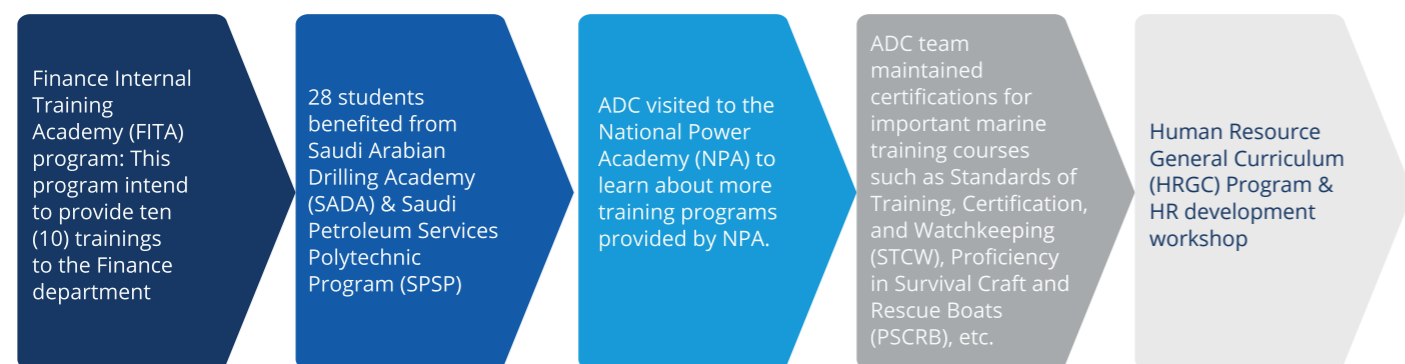 Finance Internal
Training
Academy (FITA)
program: This
program intend
to provide ten
(10) trainings
to the Finance
department
28 students
benefited from
Saudi Arabian
Drilling Academy
(SADA) & Saudi
Petroleum Services
Polytechnic
Program (SPSP)
ADC visited to the
National Power
Academy (NPA) to
learn about more
training programs
provided by NPA.
ADC team
maintained
certifications for
important marine
training courses
such as Standards of
Training, Certification,
and Watchkeeping
(STCW), Proficiency
in Survival Craft and
Rescue Boats
(PSCRB), etc.
Human Resource
General Curriculum
(HRGC) Program &
HR development
workshop